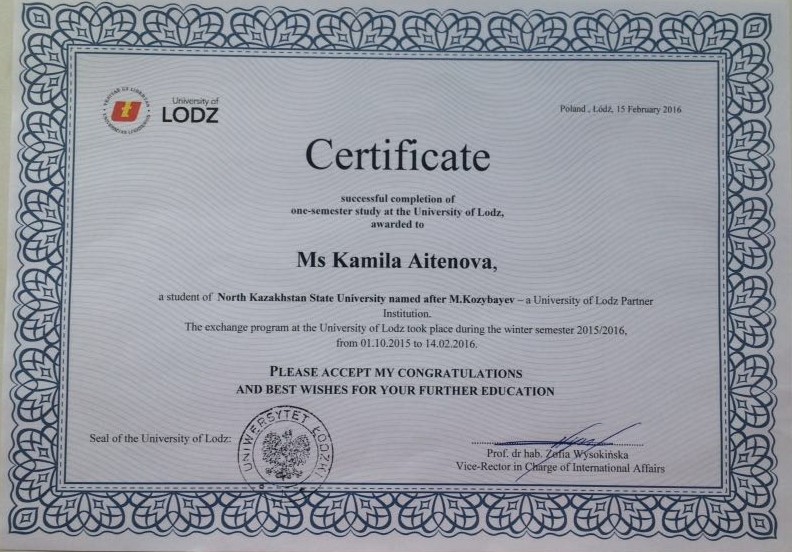 University of
LODZ
Poland , Łódź, 15 February 2016
Certificate
successful completion of
one-semester study at the University of Lodz,
awarded to
Ms Kamila Aitenova,
a student of North Kazakhstan State University named after M.Kozybayev – a University of Lodz Partner
Institution.
The exchange program at the University of Lodz took place during the winter semester 2015/2016,
from 01.10.2015 to 14.02.2016.
PLEASE ACCEPT MY CONGRATULATIONS
AND BEST WISHES FOR YOUR FURTHER EDUCATION
Seal of the University of Lodz:
UNIWERSYTET ŁÓDZKI
Prof. dr hab. Zofia Wysokińska
Vice-Rector in Charge of International Affairs